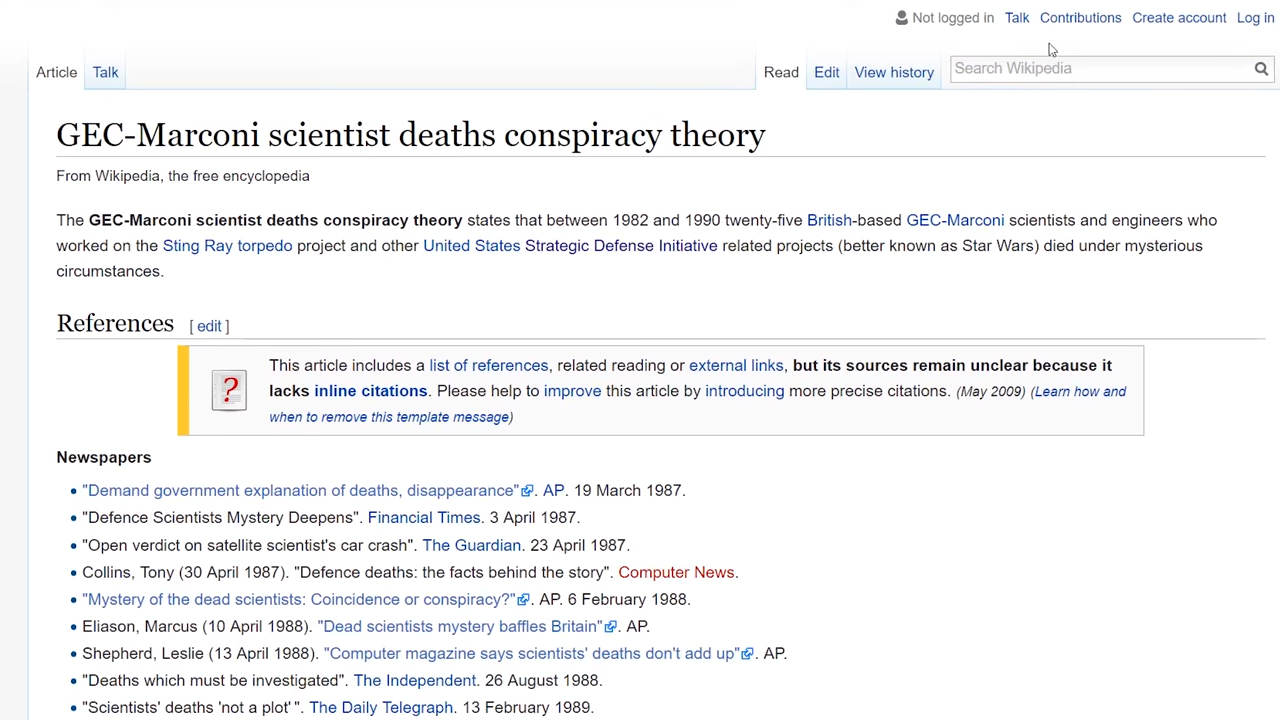 Not logged in Talk Contributions Create account Log in
Article Talk Read Edit View history Search Wikipedia
GEC-Marconi scientist deaths conspiracy theory
From Wikipedia, the free encyclopedia
The GEC-Marconi scientist deaths conspiracy theory states that between 1982 and 1990 twenty-five British-based GEC-Marconi scientists and engineers who
worked on the Sting Ray torpedo project and other United States Strategic Defense Initiative related projects (better known as Star Wars) died under mysterious
circumstances.
References [ edit ]
This article includes a list of references, related reading or external links, but its sources remain unclear because it
lacks inline citations. Please help to improve this article by introducing more precise citations. (May 2009) (Learn how and
when to remove this template message)
Newspapers
• "Demand government explanation of deaths, disappearance". AP. 19 March 1987.
• "Defence Scientists Mystery Deepens". Financial Times. 3 April 1987.
• "Open verdict on satellite scientist's car crash". The Guardian. 23 April 1987.
• Collins, Tony (30 April 1987). "Defence deaths: the facts behind the story". Computer News.
• "Mystery of the dead scientists: Coincidence or conspiracy?". AP. 6 February 1988.
• Eliason, Marcus (10 April 1988). "Dead scientists mystery baffles Britain". AP.
• Shepherd, Leslie (13 April 1988). "Computer magazine says scientists' deaths don't add up". AP.
• "Deaths which must be investigated". The Independent. 26 August 1988.
• "Scientists' deaths 'not a plot' ". The Daily Telegraph. 13 February 1989.